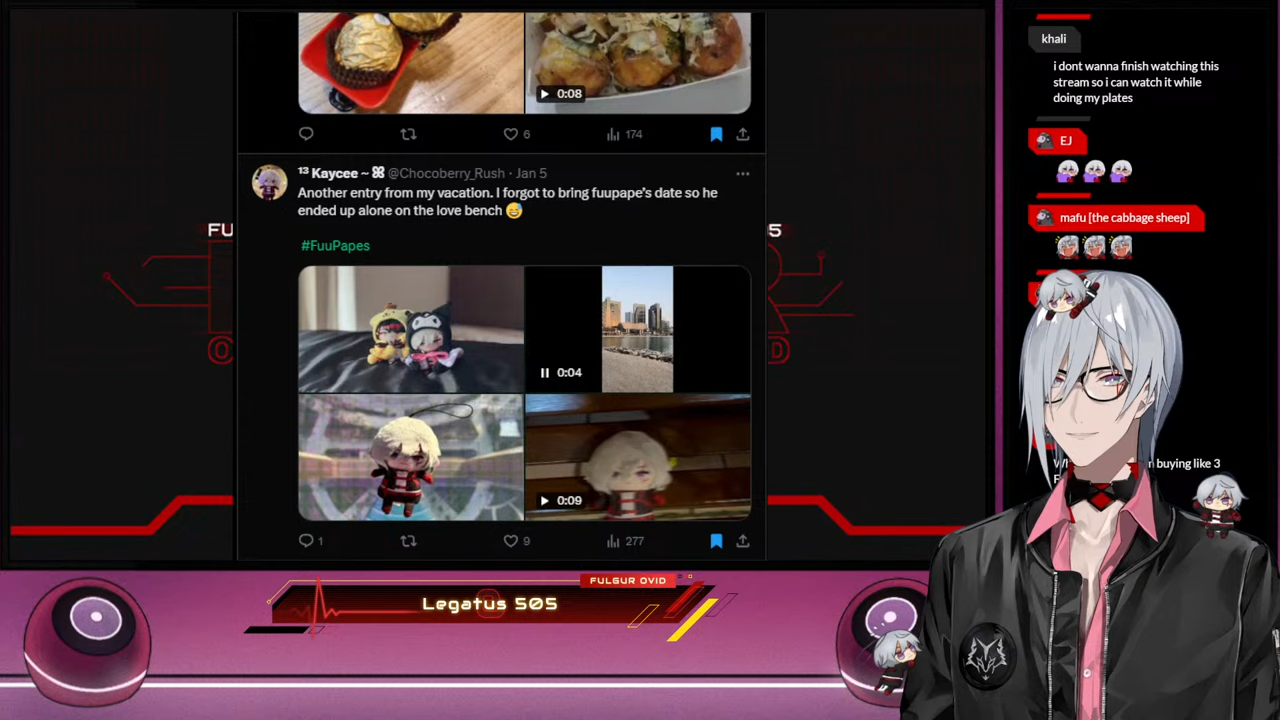 0:08
6
174
¹³ Kaycee ~ ⌘ @Chocoberry_Rush · Jan 5
Another entry from my vacation. I forgot to bring fuupape's date so he
ended up alone on the love bench 😅
#FuuPapes
0:04
0:09
1
9
277
FU
5
FULGUR OVID
Legatus 505
khali
i dont wanna finish watching this
stream so i can watch it while
doing my plates
EJ
mafu [the cabbage sheep]
buying like 3